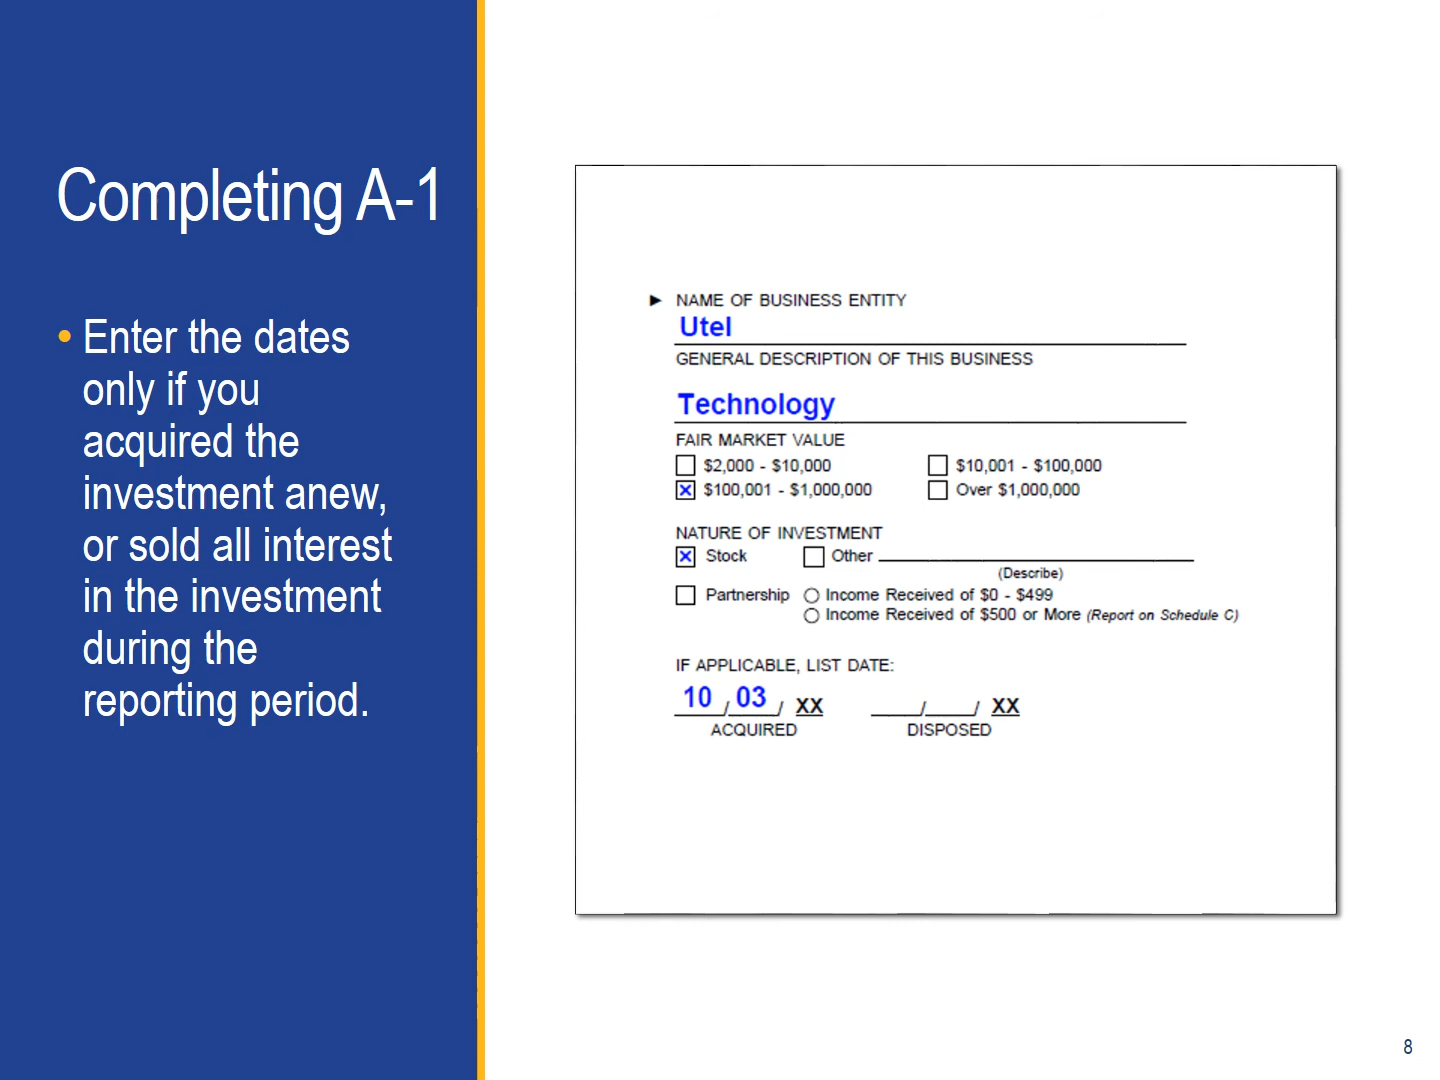 Completing A-1
• Enter the dates
only if you
acquired the
investment anew,
or sold all interest
in the investment
during the
reporting period.
► NAME OF BUSINESS ENTITY
Utel
GENERAL DESCRIPTION OF THIS BUSINESS
Technology
FAIR MARKET VALUE
$2,000 - $10,000 $10,001 - $100,000
☒ $100,001 - $1,000,000 Over $1,000,000
NATURE OF INVESTMENT
☒ Stock Other
(Describe)
Partnership Income Received of $0 - $499
Income Received of $500 or More (Report on Schedule C)
IF APPLICABLE, LIST DATE:
10 / 03 / XX / / XX
ACQUIRED DISPOSED
8